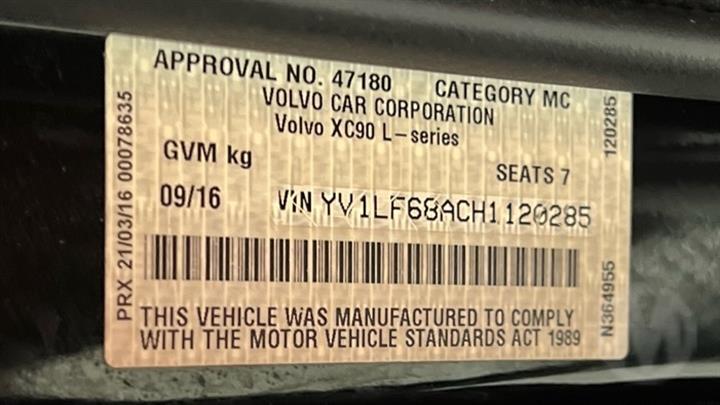 APPROVAL NO. 47180 CATEGORY MC
VOLVO CAR CORPORATION
Volvo XC90 L-series
GVM kg
SEATS 7
09/16 VIN YV1LF68ACH1120285
THIS VEHICLE WAS MANUFACTURED TO COMPLY
WITH THE MOTOR VEHICLE STANDARDS ACT 1989
PRX 21/03/16 00078635
120285
N364955